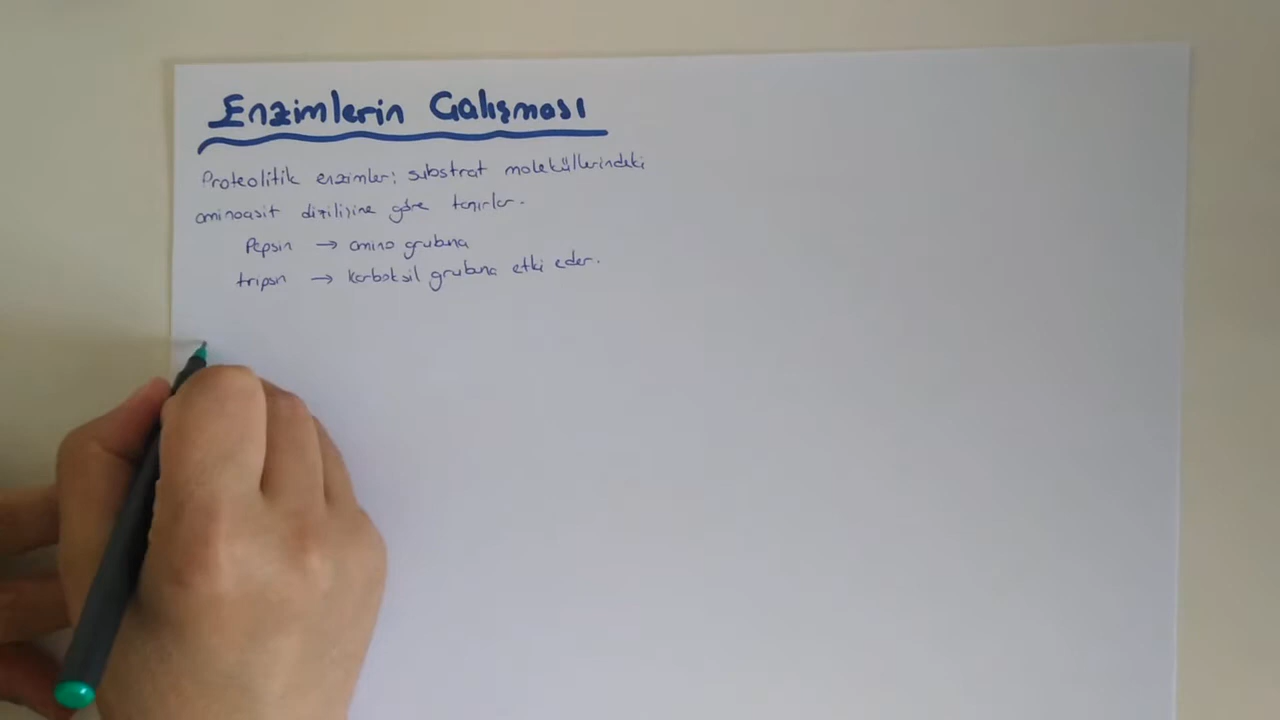 Enzimlerin Çalışması
Proteolitik enzimler; substrat moleküllerindeki
aminoasit dizilişine göre tanırlar.
Pepsin → amino grubuna
tripsin → karboksil grubuna etki eder.